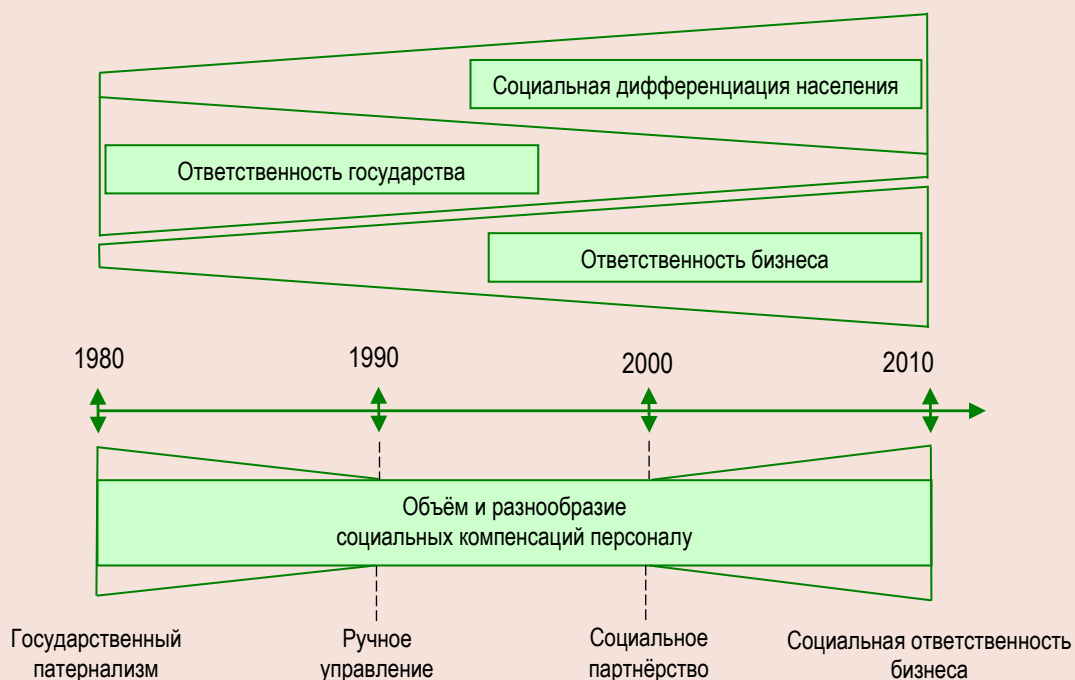 Социальная дифференциация населения
Ответственность государства
Ответственность бизнеса
1980
1990
2000
2010
Объём и разнообразие
социальных компенсаций персоналу
Государственный
патернализм
Ручное
управление
Социальное
партнёрство
Социальная ответственность
бизнеса